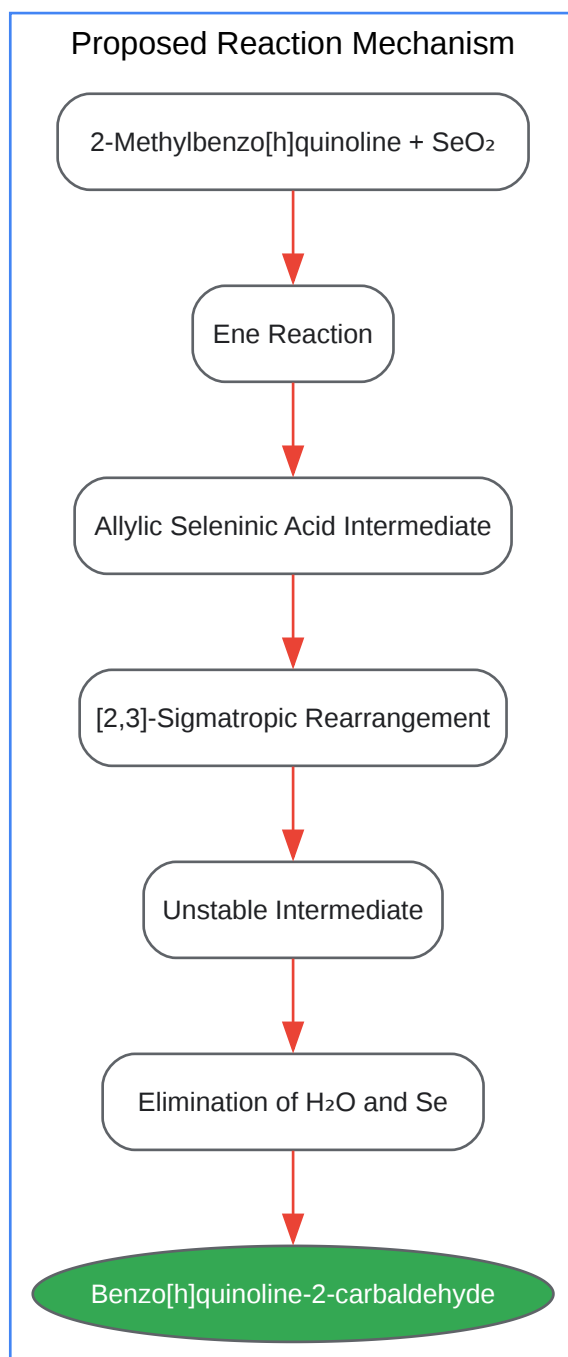 Proposed Reaction Mechanism
2-Methylbenzo[h]quinoline + SeO₂
Ene Reaction
Allylic Seleninic Acid Intermediate
[2,3]-Sigmatropic Rearrangement
Unstable Intermediate
Elimination of H₂O and Se
Benzo[h]quinoline-2-carbaldehyde